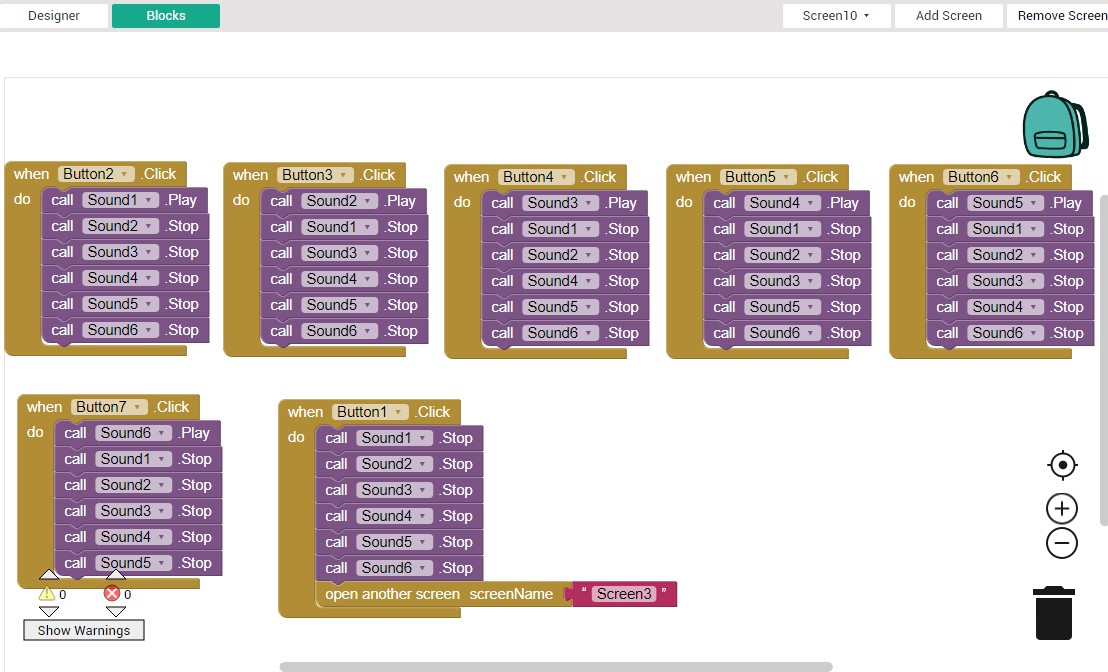 Designer
Blocks
Screen10
Add Screen
Remove Screen
when Button2 .Click
do call Sound1 .Play
call Sound2 .Stop
call Sound3 .Stop
call Sound4 .Stop
call Sound5 .Stop
call Sound6 .Stop
when Button3 .Click
do call Sound2 .Play
call Sound1 .Stop
call Sound3 .Stop
call Sound4 .Stop
call Sound5 .Stop
call Sound6 .Stop
when Button4 .Click
do call Sound3 .Play
call Sound1 .Stop
call Sound2 .Stop
call Sound4 .Stop
call Sound5 .Stop
call Sound6 .Stop
when Button5 .Click
do call Sound4 .Play
call Sound1 .Stop
call Sound2 .Stop
call Sound3 .Stop
call Sound5 .Stop
call Sound6 .Stop
when Button6 .Click
do call Sound5 .Play
call Sound1 .Stop
call Sound2 .Stop
call Sound3 .Stop
call Sound4 .Stop
call Sound6 .Stop
when Button7 .Click
do call Sound6 .Play
call Sound1 .Stop
call Sound2 .Stop
call Sound3 .Stop
call Sound4 .Stop
call Sound5 .Stop
when Button1 .Click
do call Sound1 .Stop
call Sound2 .Stop
call Sound3 .Stop
call Sound4 .Stop
call Sound5 .Stop
call Sound6 .Stop
open another screen screenName " Screen3 "
0 0
Show Warnings